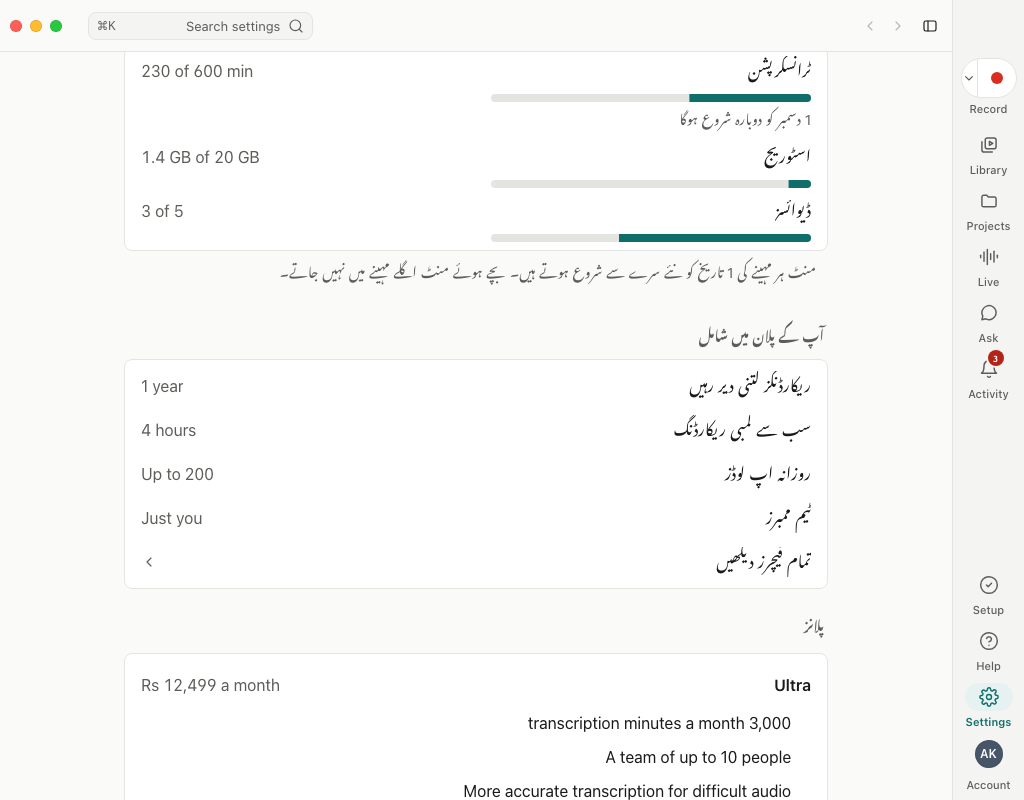 ⌘K Search settings
ٹرانسکرپشن
230 of 600 min
1 دسمبر کو دوبارہ شروع ہوگا
اسٹوریج
1.4 GB of 20 GB
ڈیوائسز
3 of 5
منٹ ہر مہینے کی 1 تاریخ کو نئے سرے سے شروع ہوتے ہیں۔ بچے ہوئے منٹ اگلے مہینے میں نہیں جاتے۔
آپ کے پلان میں شامل
ریکارڈنگز کتنی دیر رہیں
1 year
سب سے لمبی ریکارڈنگ
4 hours
روزانہ اپ لوڈز
Up to 200
ٹیم ممبرز
Just you
تمام فیچرز دیکھیں
پلانز
Ultra
Rs 12,499 a month
transcription minutes a month 3,000
A team of up to 10 people
More accurate transcription for difficult audio
Record
Library
Projects
Live
Ask
3
Activity
Setup
Help
Settings
AK
Account